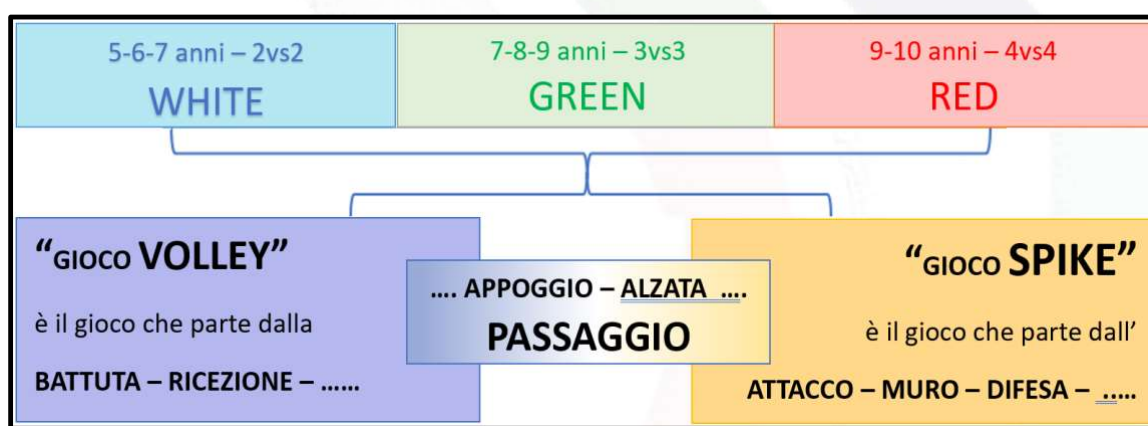 5-6-7 anni – 2vs2
WHITE
7-8-9 anni – 3vs3
GREEN
9-10 anni – 4vs4
RED
“GIOCO VOLLEY”
è il gioco che parte dalla
BATTUTA – RICEZIONE – ……
…. APPOGGIO – ALZATA ….
PASSAGGIO
“GIOCO SPIKE”
è il gioco che parte dall’
ATTACCO – MURO – DIFESA – ..…